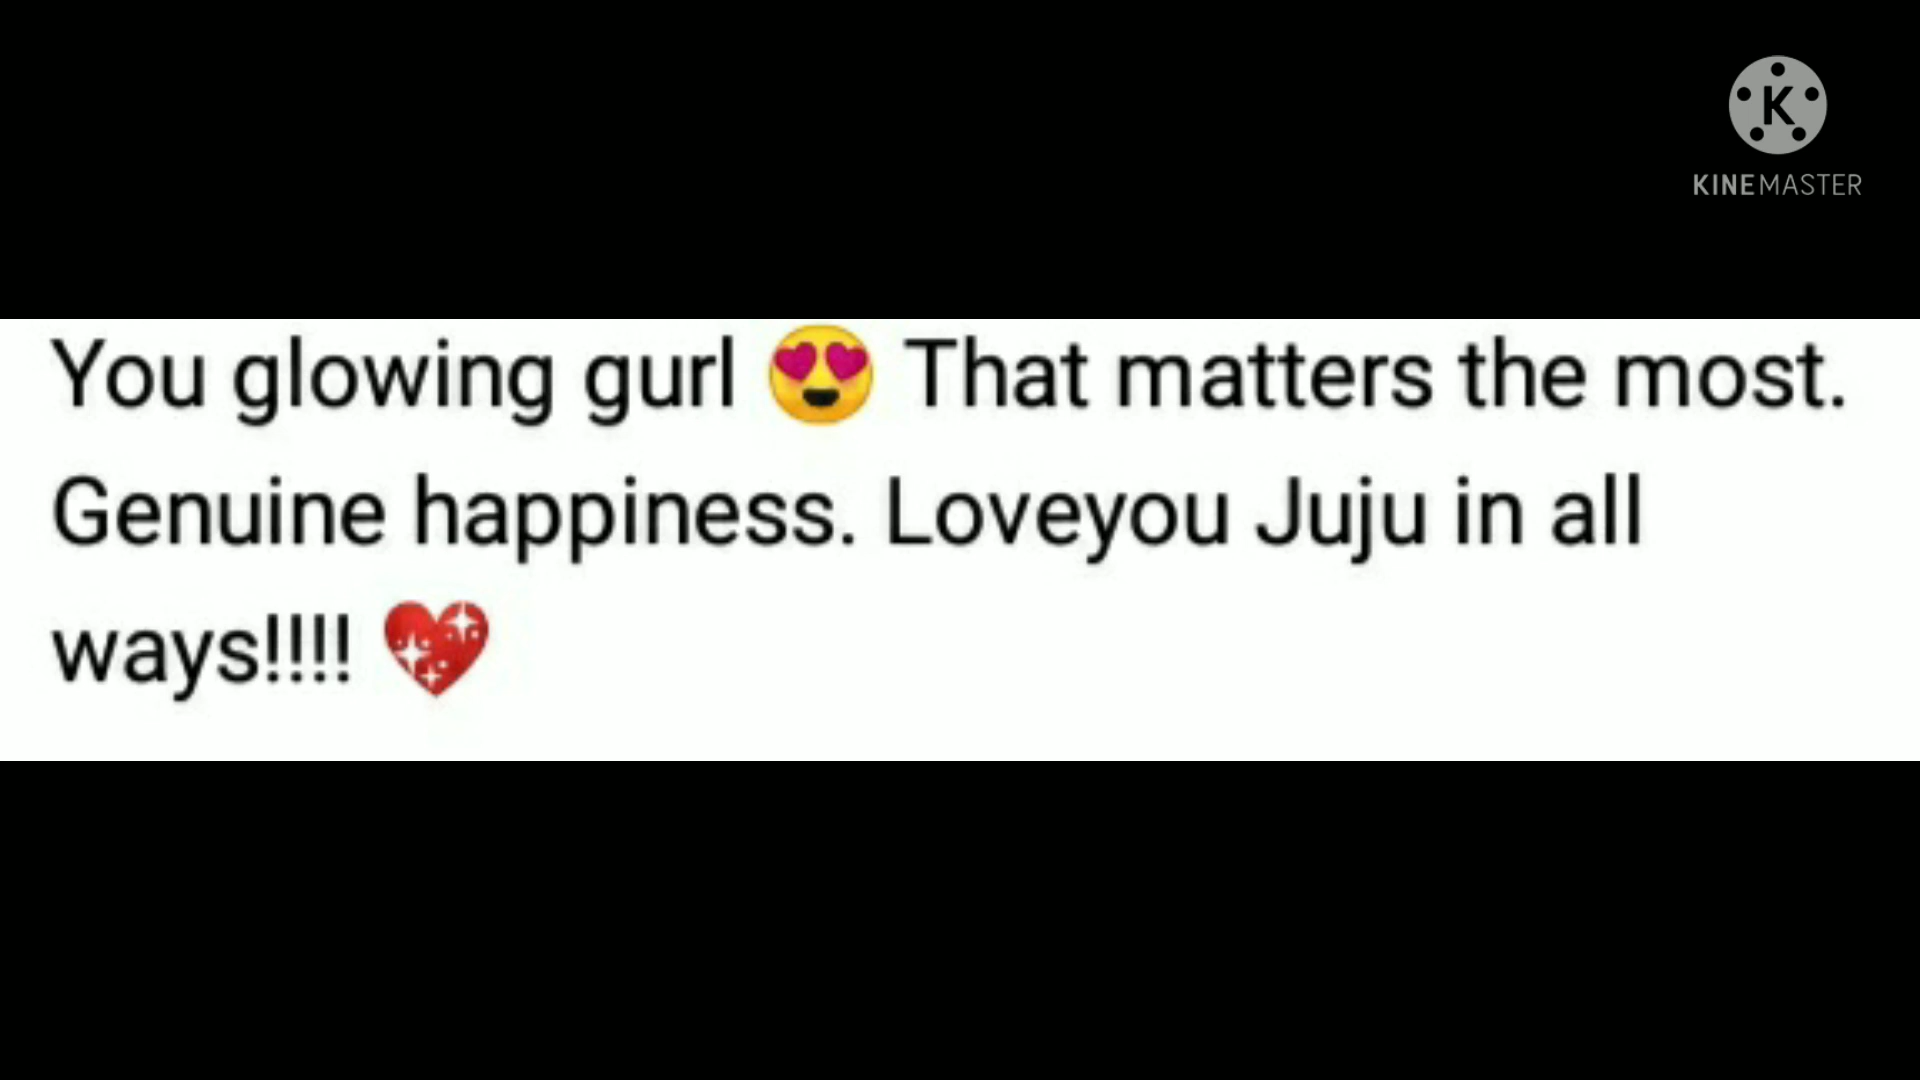 KINEMASTER
You glowing gurl 😍 That matters the most.
Genuine happiness. Loveyou Juju in all
ways!!!! 💖